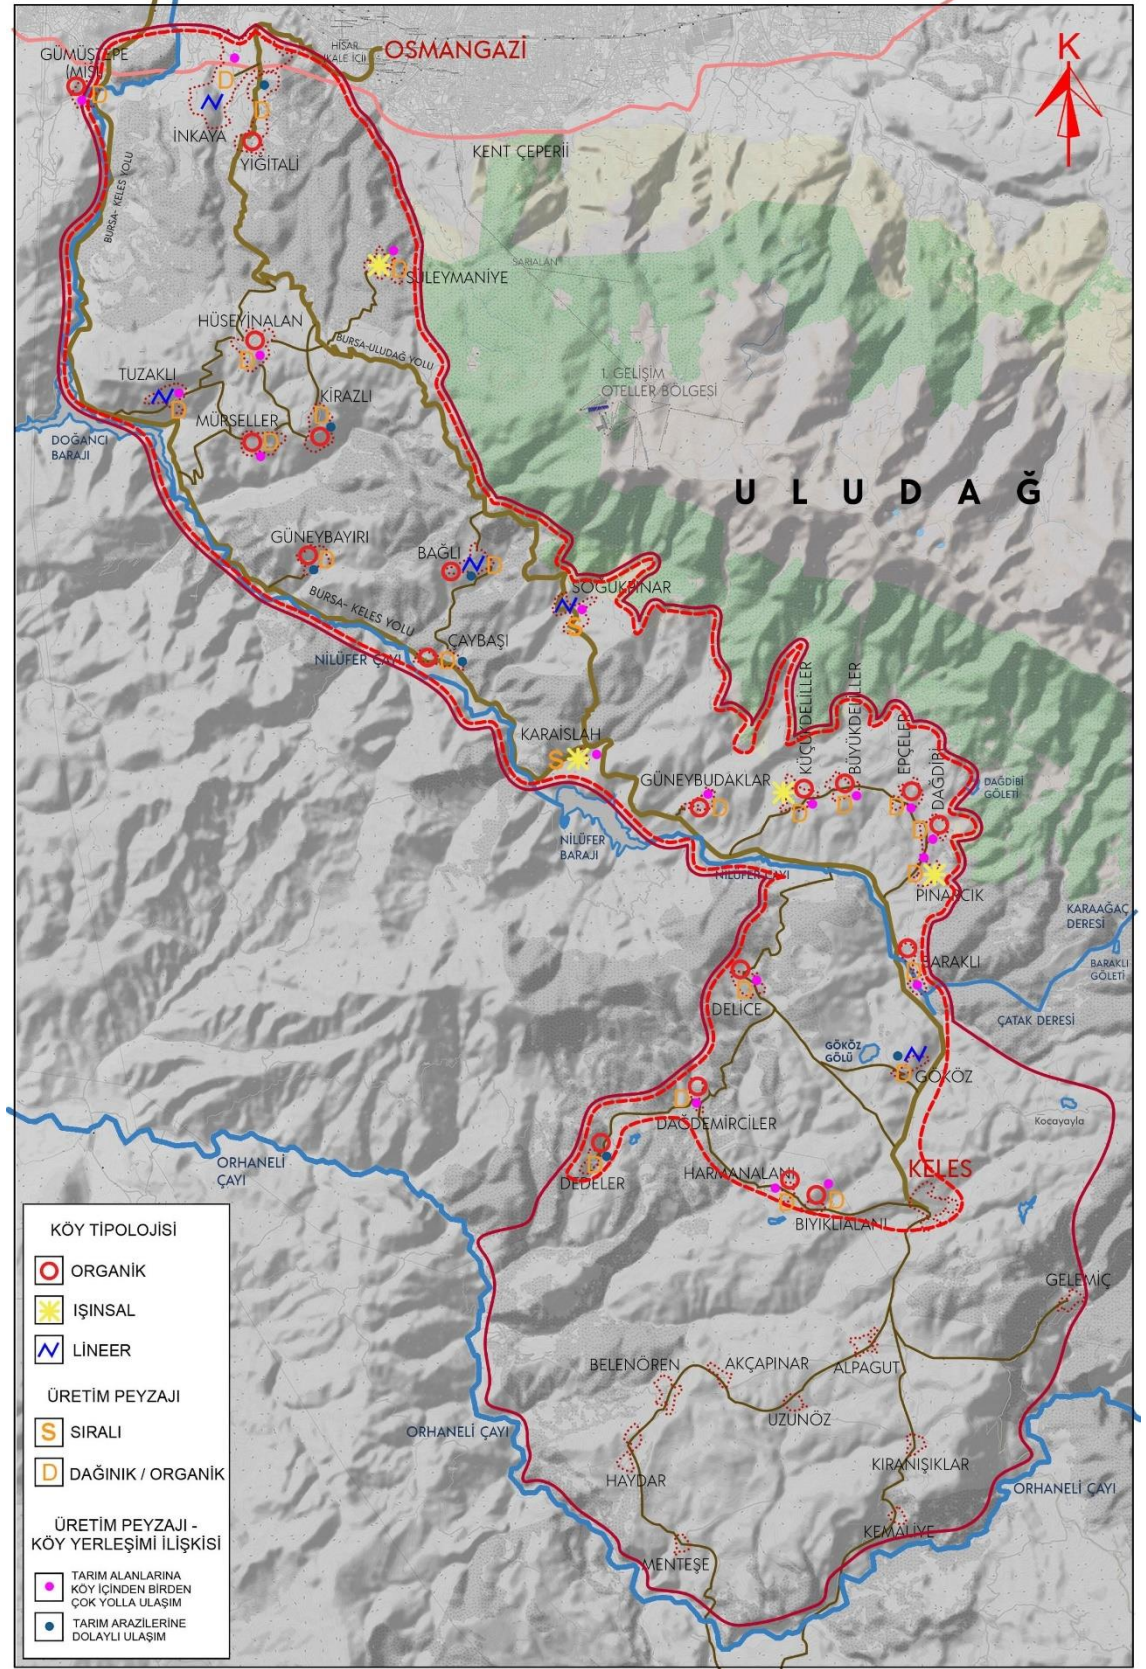 GÜMÜŞTEPE
(MİSİ)
HİSAR
(KALE İÇİ)
OSMANGAZİ
K
İNKAYA
YİĞİTALİ
KENT ÇEPERİİ
BURSA- KELES YOLU
SARIALAN
SÜLEYMANİYE
HÜSEYİNALAN
BURSA-ULUDAĞ YOLU
TUZAKLI
KİRAZLI
1. GELİŞİM
OTELLER BÖLGESİ
MÜRSELLER
DOĞANCI
BARAJI
ULUDAĞ
GÜNEYBAYIRI
BAĞLI
SOĞUKPINAR
BURSA- KELES YOLU
ÇAYBAŞI
NİLÜFER ÇAYI
KÜÇÜKDELİLLER
BÜYÜKDELİLLER
EPÇELER
DAĞDİBİ
KARAİSLAH
GÜNEYBUDAKLAR
DAĞDİBİ
GÖLETİ
NİLÜFER
BARAJI
NİLÜFER ÇAYI
PINARCIK
KARAAĞAÇ
DERESİ
BARAKLI
BARAKLI
GÖLETİ
DELİCE
ÇATAK DERESİ
GÖKÖZ
GÖLÜ
GÖKÖZ
DAĞDEMİRCİLER
Kocayayla
ORHANELİ
ÇAYI
DEDELER
HARMANALANI
KELES
BIYIKLIALANI
GELEMİÇ
BELENÖREN
AKÇAPINAR
ALPAGUT
UZUNÖZ
ORHANELİ ÇAYI
HAYDAR
KIRANIŞIKLAR
ORHANELİ ÇAYI
KEMALİYE
MENTEŞE
KÖY TİPOLOJİSİ
ORGANİK
IŞINSAL
LİNEER
ÜRETİM PEYZAJI
S SIRALI
D DAĞINIK / ORGANİK
ÜRETİM PEYZAJI -
KÖY YERLEŞİMİ İLİŞKİSİ
TARIM ALANLARINA
KÖY İÇİNDEN BİRDEN
ÇOK YOLLA ULAŞIM
TARIM ARAZİLERİNE
DOLAYLI ULAŞIM